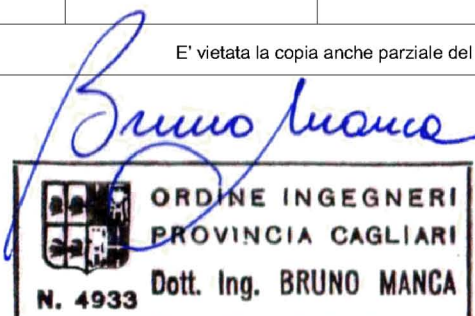 E' vietata la copia anche parziale del
Bruno Manca
ORDINE INGEGNERI
PROVINCIA CAGLIARI
Dott. Ing. BRUNO MANCA
N. 4933